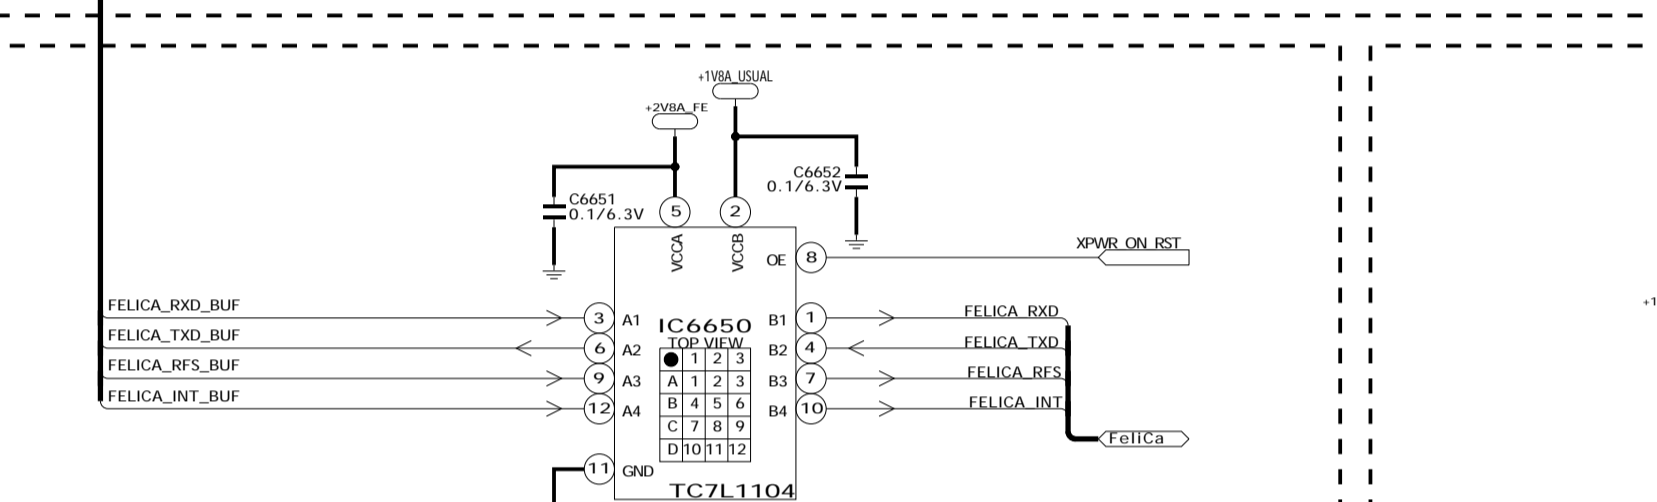 +1V8A_USUAL
+2V8A_FE
C6652
0.1/6.3V
C6651
0.1/6.3V
5
2
VCCA
VCCB
OE
8
XPWR_ON_RST
+1
FELICA_RXD_BUF
3
A1
IC6650
B1
1
FELICA_RXD
FELICA_TXD_BUF
6
A2
TOP VIEW
B2
4
FELICA_TXD
1 2 3
FELICA_RFS_BUF
9
A3
A 1 2 3
B3
7
FELICA_RFS
FELICA_INT_BUF
12
A4
B 4 5 6
B4
10
FELICA_INT
C 7 8 9
FeliCa
D 10 11 12
11
GND
TC7L1104